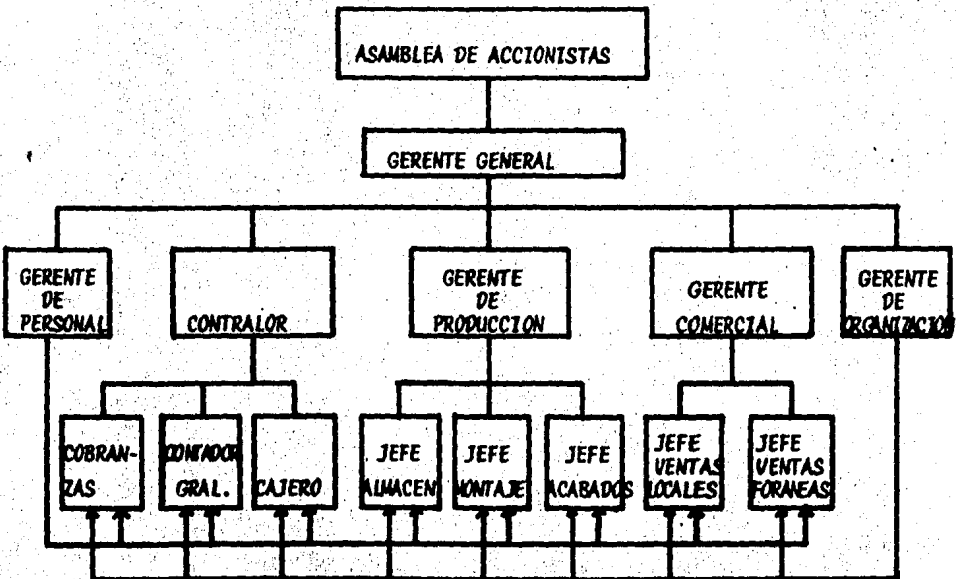 ASAMBLEA DE ACCIONISTAS
GERENTE GENERAL
GERENTE
DE
PERSONAL
CONTRALOR
GERENTE
DE
PRODUCCION
GERENTE
COMERCIAL
GERENTE
DE
ORGANIZACION
COBRAN-
ZAS
CONTADOR
GRAL.
CAJERO
JEFE
ALMACEN
JEFE
MONTAJE
JEFE
ACABADOS
JEFE
VENTAS
LOCALES
JEFE
VENTAS
FORANEAS